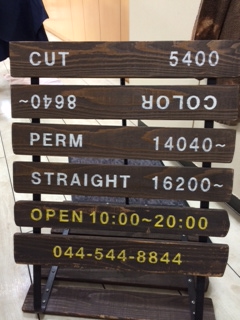 CUT 5400
COLOR 8640~
PERM 14040~
STRAIGHT 16200~
OPEN 10:00~20:00
044-544-8844